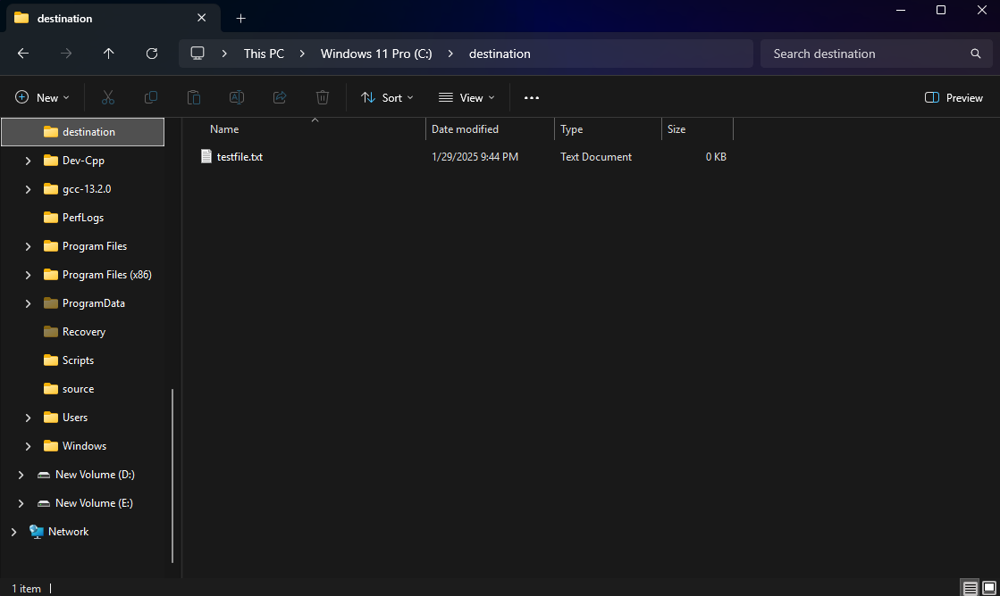 destination
This PC Windows 11 Pro (C:) destination Search destination
New Sort View Preview
destination
Dev-Cpp
gcc-13.2.0
PerfLogs
Program Files
Program Files (x86)
ProgramData
Recovery
Scripts
source
Users
Windows
New Volume (D:)
New Volume (E:)
Network
Name Date modified Type Size
testfile.txt 1/29/2025 9:44 PM Text Document 0 KB
1 item